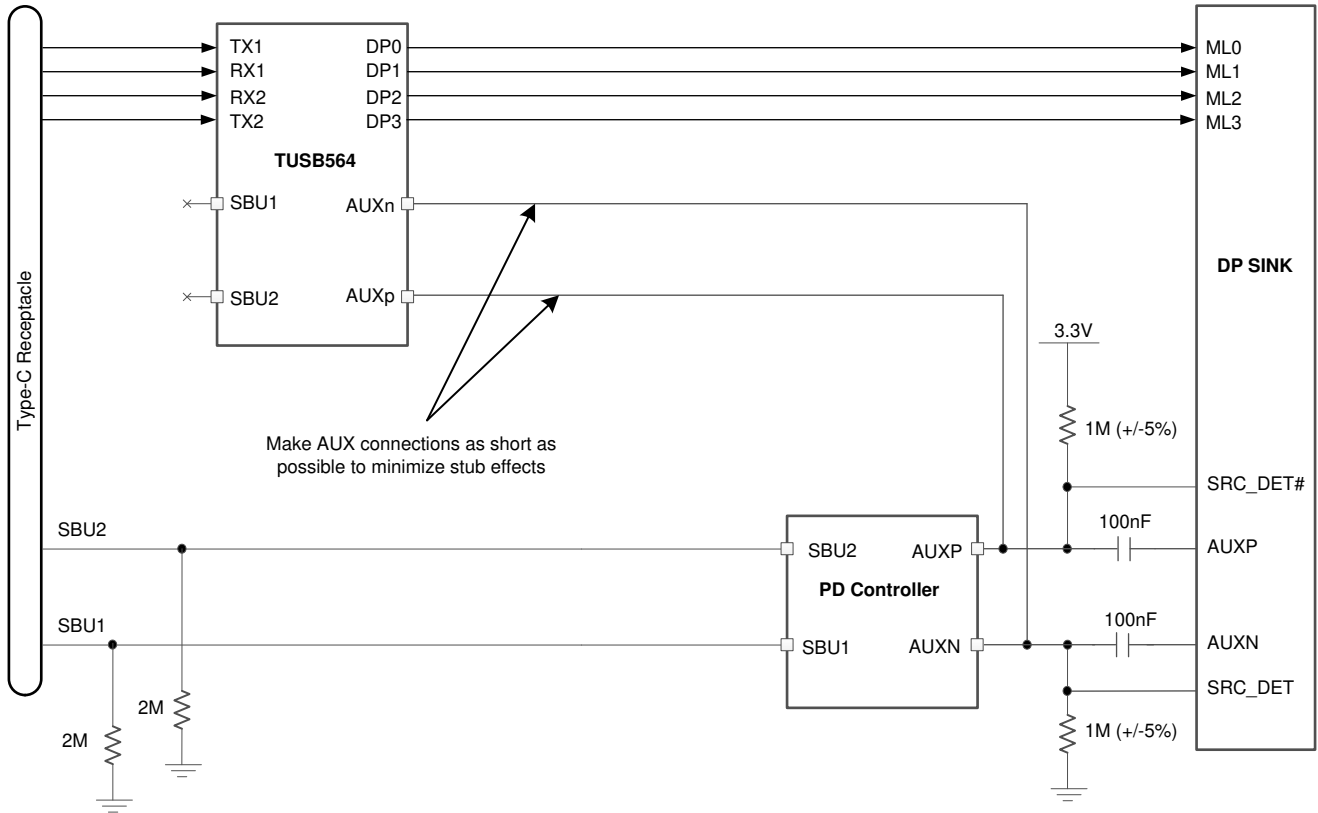 Type-C Receptacle
TX1
RX1
RX2
TX2
DP0
DP1
DP2
DP3
TUSB564
SBU1
AUXn
SBU2
AUXp
ML0
ML1
ML2
ML3
DP SINK
3.3V
1M (+/-5%)
Make AUX connections as short as
possible to minimize stub effects
SRC_DET#
100nF
AUXP
SBU2
SBU2
AUXP
PD Controller
SBU1
SBU1
AUXN
100nF
AUXN
SRC_DET
1M (+/-5%)
2M
2M